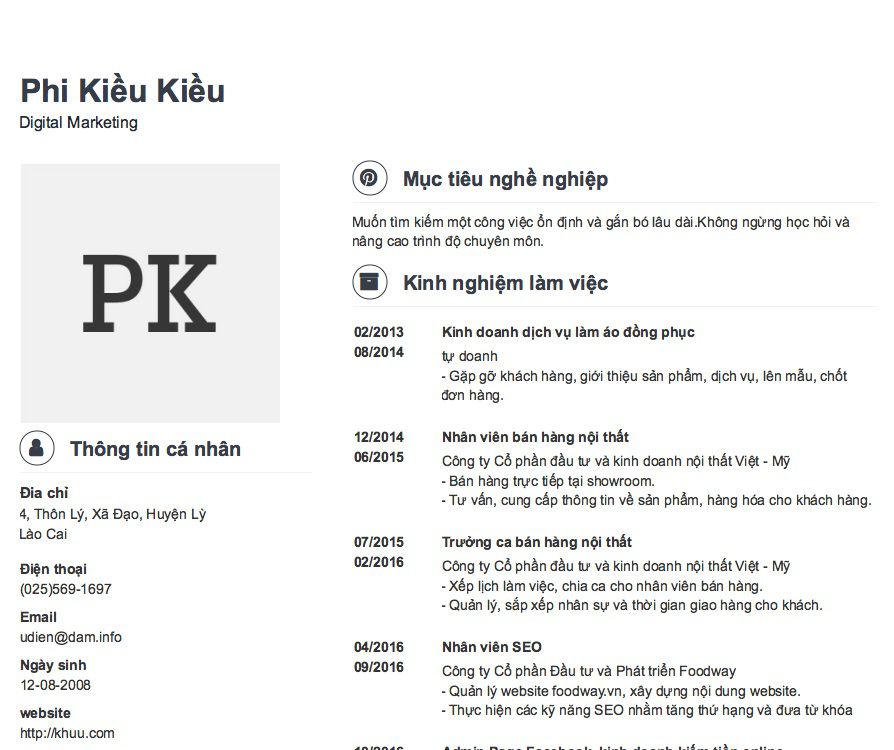 Phi Kiều Kiều
Digital Marketing
PK
Thông tin cá nhân
Đia chỉ
4, Thôn Lý, Xã Đạo, Huyện Lỳ
Lào Cai
Điện thoại
(025)569-1697
Email
udien@dam.info
Ngày sinh
12-08-2008
website
http://khuu.com
Mục tiêu nghề nghiệp
Muốn tìm kiếm một công việc ổn định và gắn bó lâu dài.Không ngừng học hỏi và
nâng cao trình độ chuyên môn.
Kinh nghiệm làm việc
02/2013
08/2014
Kinh doanh dịch vụ làm áo đồng phục
tự doanh
- Gặp gỡ khách hàng, giới thiệu sản phẩm, dịch vụ, lên mẫu, chốt
đơn hàng.
12/2014
06/2015
Nhân viên bán hàng nội thất
Công ty Cổ phần đầu tư và kinh doanh nội thất Việt - Mỹ
- Bán hàng trực tiếp tại showroom.
- Tư vấn, cung cấp thông tin về sản phẩm, hàng hóa cho khách hàng.
07/2015
02/2016
Trưởng ca bán hàng nội thất
Công ty Cổ phần đầu tư và kinh doanh nội thất Việt - Mỹ
- Xếp lịch làm việc, chia ca cho nhân viên bán hàng.
- Quản lý, sắp xếp nhân sự và thời gian giao hàng cho khách.
04/2016
09/2016
Nhân viên SEO
Công ty Cổ phần Đầu tư và Phát triển Foodway
- Quản lý website foodway.vn, xây dựng nội dung website.
- Thực hiện các kỹ năng SEO nhằm tăng thứ hạng và đưa từ khóa
10/2016
Admin Page Facebook, kinh doanh kiếm tiền online